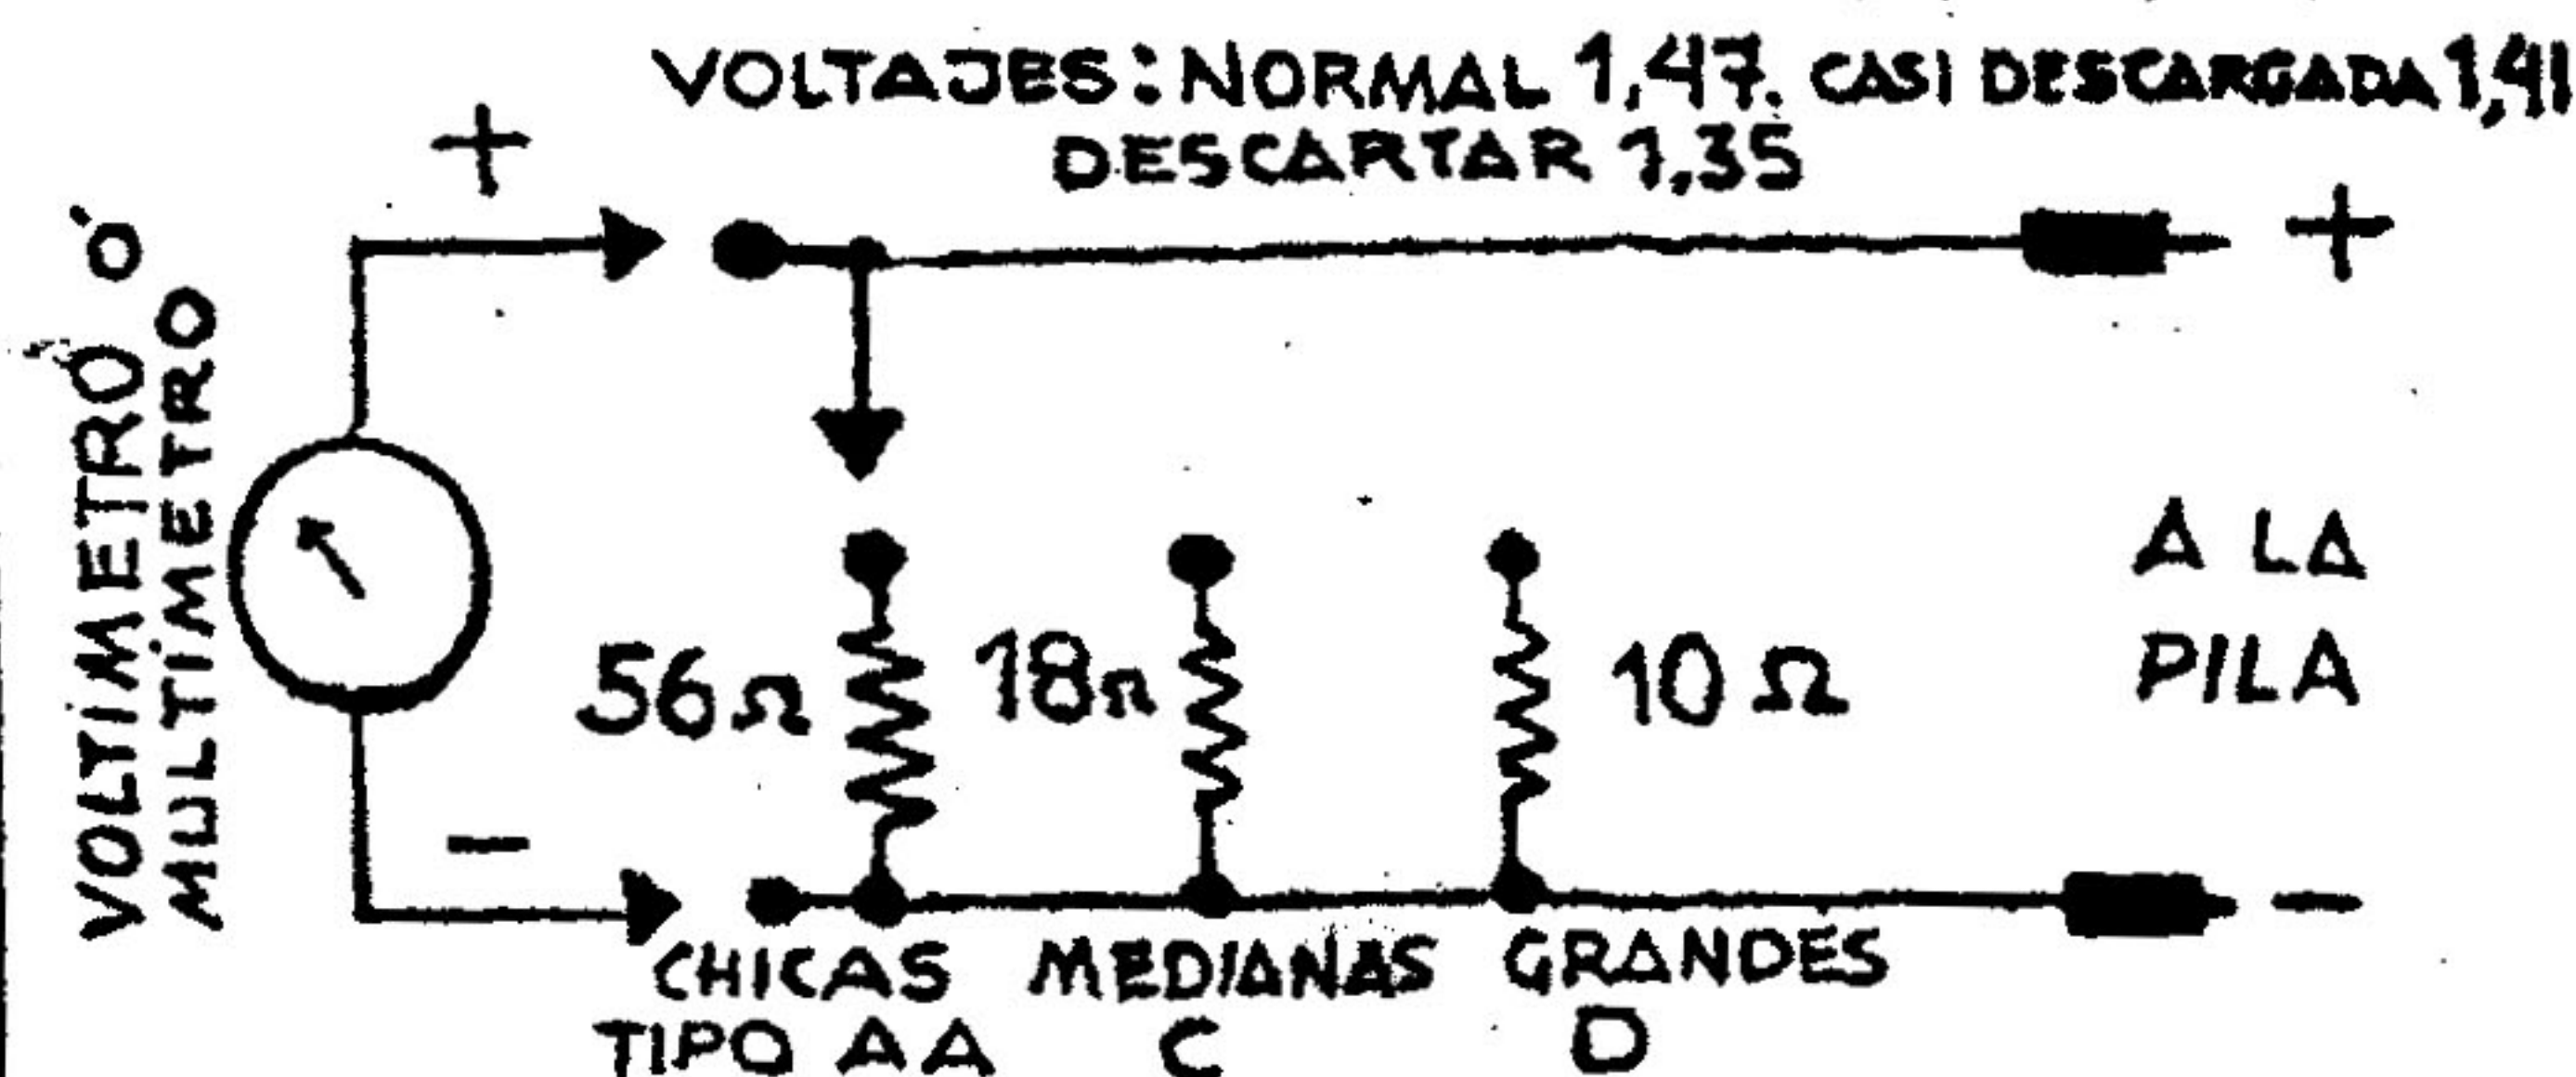 VOLTAJES: NORMAL 1,47. CASI DESCARGADA 1,41
DESCARTAR 1,35
+
+
VOLTIMETRO Ó
MULTIMETRO
A LA
PILA
56Ω 18Ω 10Ω
-
-
CHICAS MEDIANAS GRANDES
TIPO AA C D